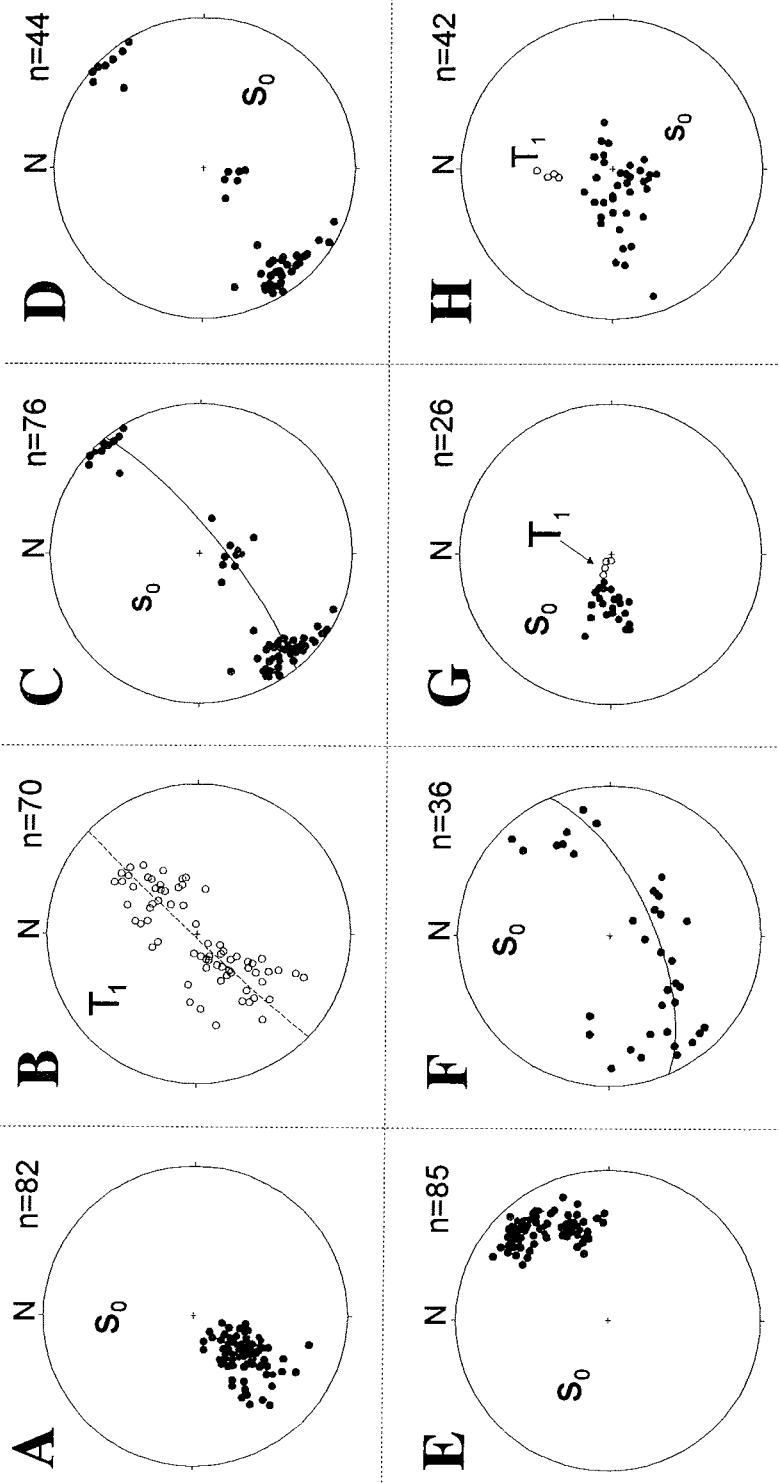 A
N
n=82
S₀
B
N
n=70
T₁
C
N
n=76
S₀
D
N
n=44
S₀
E
N
n=85
S₀
F
N
n=36
S₀
G
N
n=26
S₀
T₁
H
N
n=42
T₁
S₀